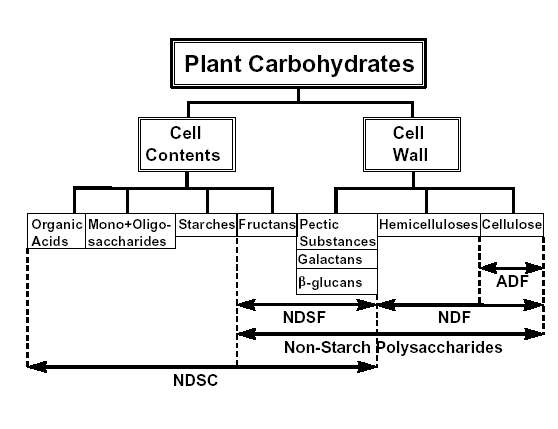 Plant Carbohydrates
Cell
Contents
Cell
Wall
Organic
Acids
Mono+Oligo-
saccharides
Starches
Fructans
Pectic
Substances
Galactans
β-glucans
Hemicelluloses
Cellulose
ADF
NDSF
NDF
Non-Starch Polysaccharides
NDSC